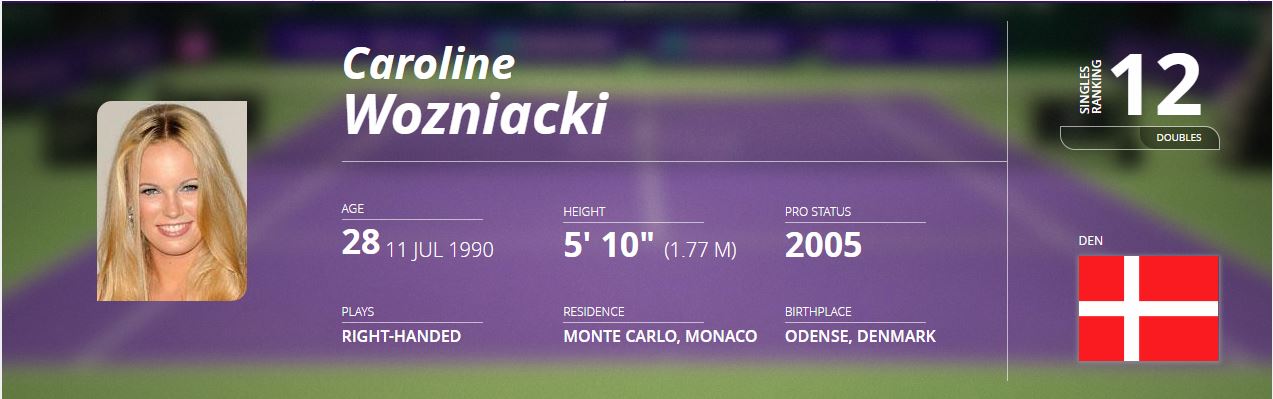 Caroline
Wozniacki
SINGLES
RANKING
12
DOUBLES
AGE
28 11 JUL 1990
HEIGHT
5' 10" (1.77 M)
PRO STATUS
2005
DEN
PLAYS
RIGHT-HANDED
RESIDENCE
MONTE CARLO, MONACO
BIRTHPLACE
ODENSE, DENMARK